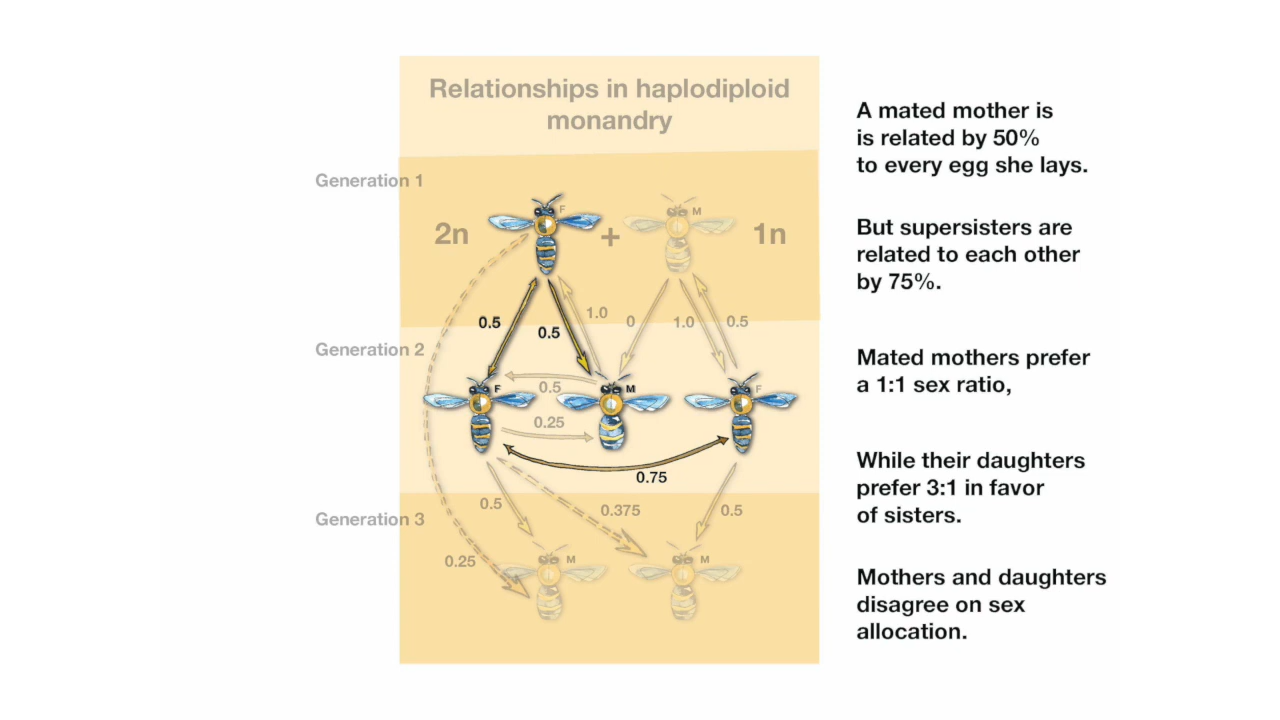 Relationships in haplodiploid
monandry
Generation 1
F
M
2n
+
1n
0.5
0.5
1.0
0
1.0
0.5
Generation 2
F
0.5
M
F
0.25
0.75
0.5
0.375
0.5
Generation 3
0.25
M
M
A mated mother is
is related by 50%
to every egg she lays.
But supersisters are
related to each other
by 75%.
Mated mothers prefer
a 1:1 sex ratio,
While their daughters
prefer 3:1 in favor
of sisters.
Mothers and daughters
disagree on sex
allocation.